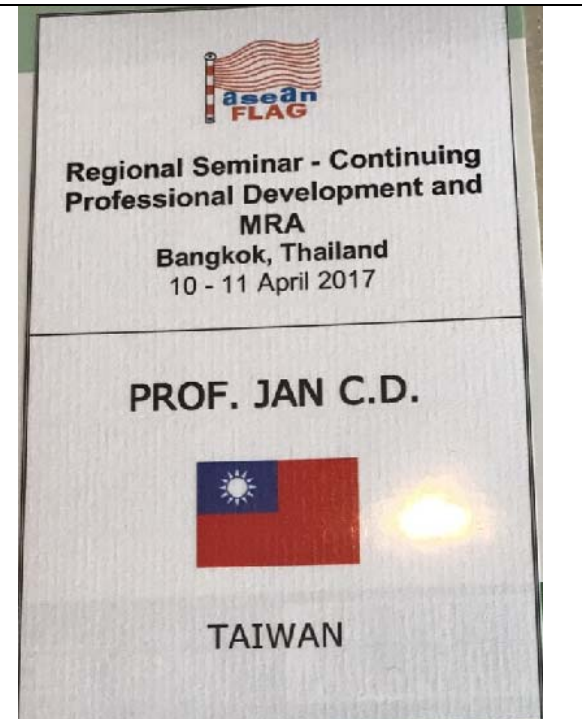 asean
FLAG
Regional Seminar - Continuing
Professional Development and
MRA
Bangkok, Thailand
10 - 11 April 2017
PROF. JAN C.D.
TAIWAN